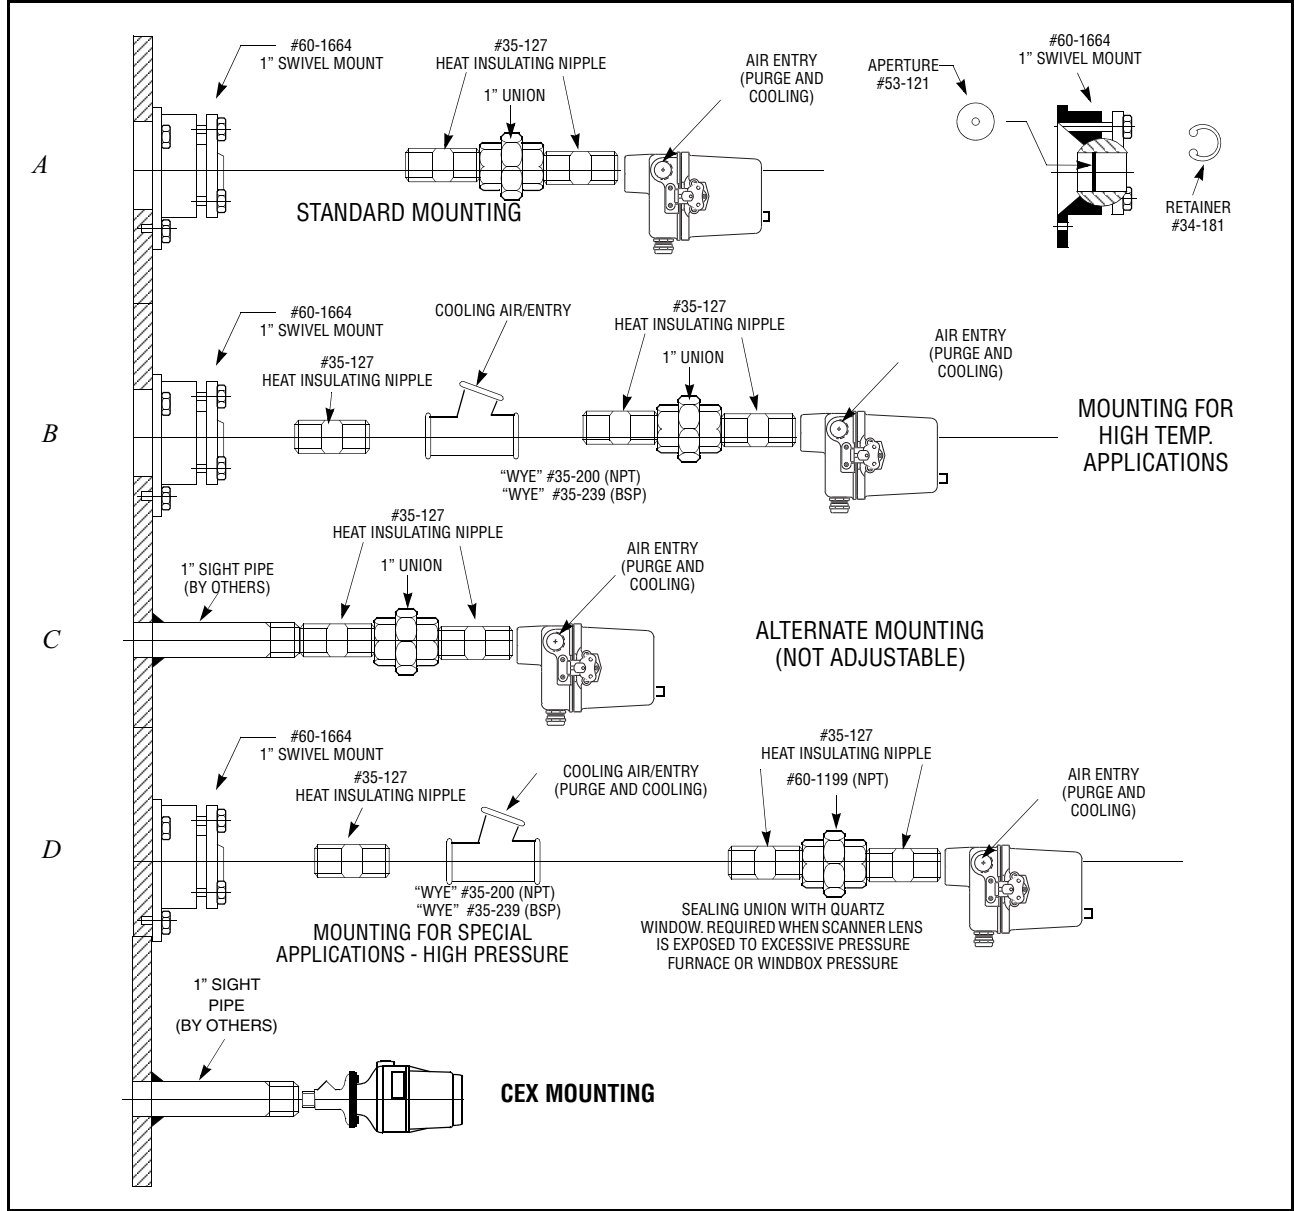 A
#60-1664
1” SWIVEL MOUNT
#35-127
HEAT INSULATING NIPPLE
1” UNION
AIR ENTRY
(PURGE AND
COOLING)
APERTURE
#53-121
#60-1664
1” SWIVEL MOUNT
RETAINER
#34-181
STANDARD MOUNTING
B
#60-1664
1” SWIVEL MOUNT
#35-127
HEAT INSULATING NIPPLE
COOLING AIR/ENTRY
#35-127
HEAT INSULATING NIPPLE
1” UNION
AIR ENTRY
(PURGE AND
COOLING)
“WYE” #35-200 (NPT)
“WYE”  #35-239 (BSP)
MOUNTING FOR
HIGH TEMP.
APPLICATIONS
C
1” SIGHT PIPE
(BY OTHERS)
#35-127
HEAT INSULATING NIPPLE
1” UNION
AIR ENTRY
(PURGE AND
COOLING)
ALTERNATE MOUNTING
(NOT ADJUSTABLE)
D
#60-1664
1” SWIVEL MOUNT
#35-127
HEAT INSULATING NIPPLE
COOLING AIR/ENTRY
(PURGE AND COOLING)
#35-127
HEAT INSULATING NIPPLE
#60-1199 (NPT)
AIR ENTRY
(PURGE AND
COOLING)
“WYE” #35-200 (NPT)
“WYE”  #35-239 (BSP)
MOUNTING FOR SPECIAL
APPLICATIONS - HIGH PRESSURE
SEALING UNION WITH QUARTZ
WINDOW. REQUIRED WHEN SCANNER LENS
IS EXPOSED TO EXCESSIVE PRESSURE
FURNACE OR WINDBOX PRESSURE
1” SIGHT
PIPE
(BY OTHERS)
CEX MOUNTING